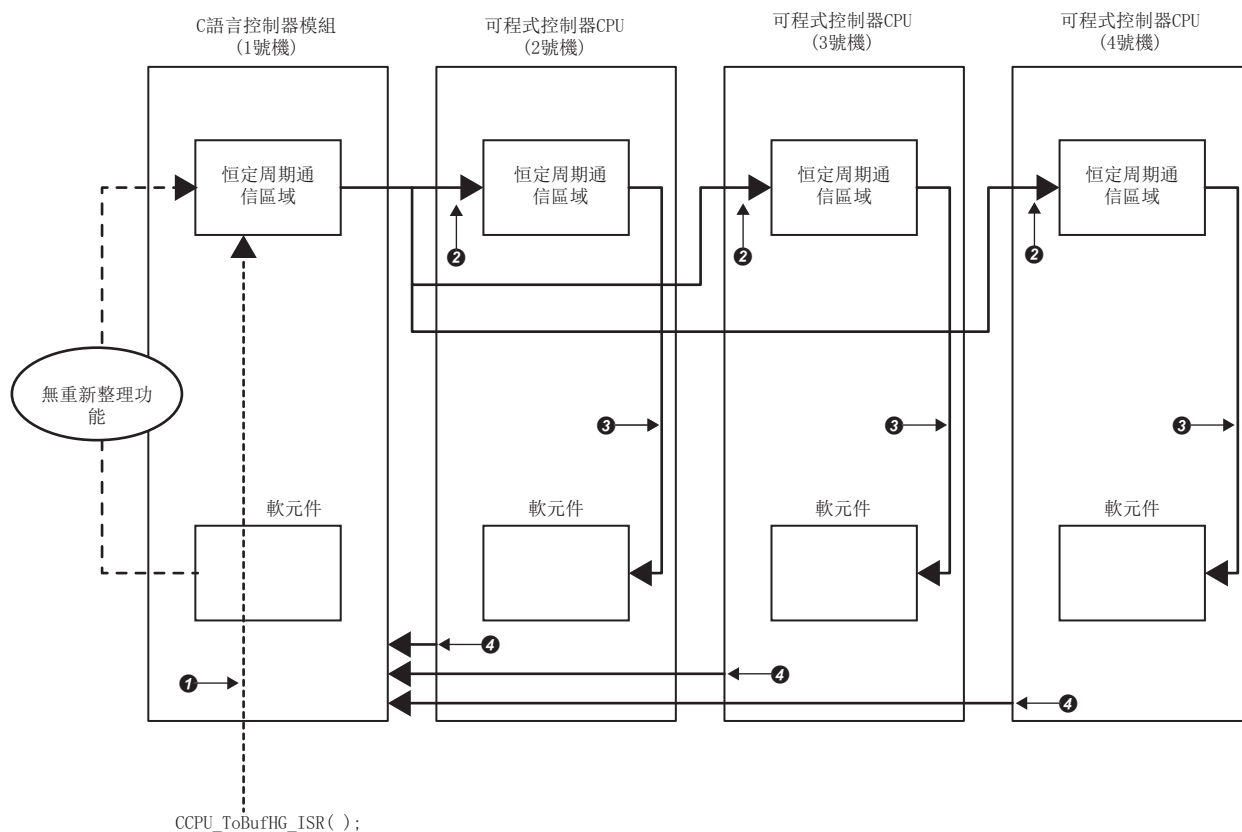 C語言控制器模組
(1號機)
可程式控制器CPU
(2號機)
可程式控制器CPU
(3號機)
可程式控制器CPU
(4號機)
恒定周期通
信區域
恒定周期通
信區域
恒定周期通
信區域
恒定周期通
信區域
❷
❷
❷
無重新整理功
能
❸
❸
❸
軟元件
軟元件
軟元件
軟元件
❹
❹
❹
❶
CCPU_ToBufHG_ISR( );